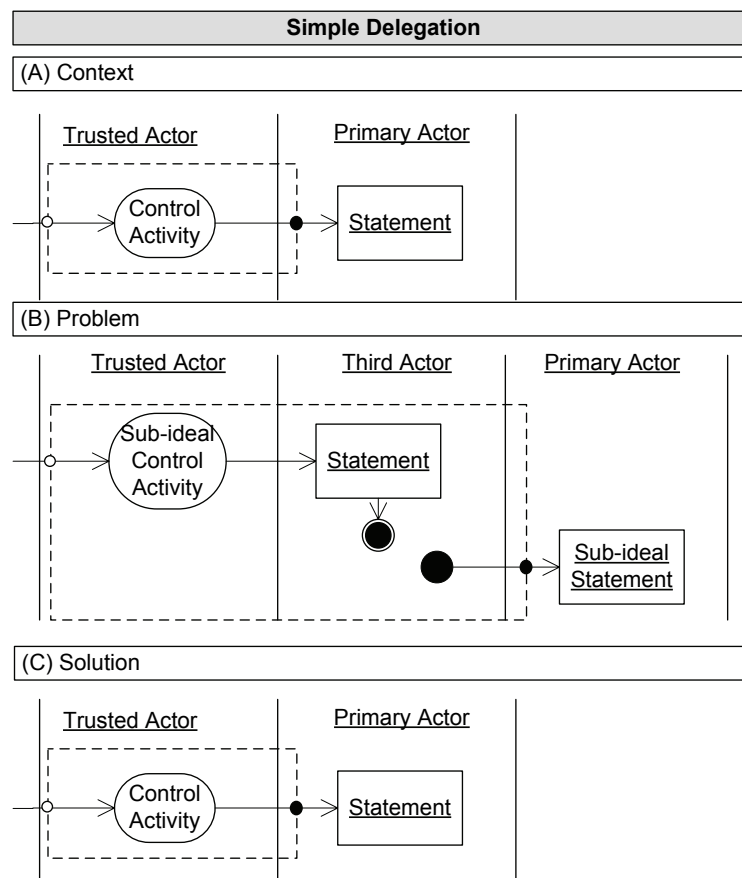 Simple Delegation
(A) Context
Trusted Actor
Primary Actor
Control
Activity
Statement
(B) Problem
Trusted Actor
Third Actor
Primary Actor
Sub-ideal
Control
Activity
Statement
Sub-ideal
Statement
(C) Solution
Trusted Actor
Primary Actor
Control
Activity
Statement